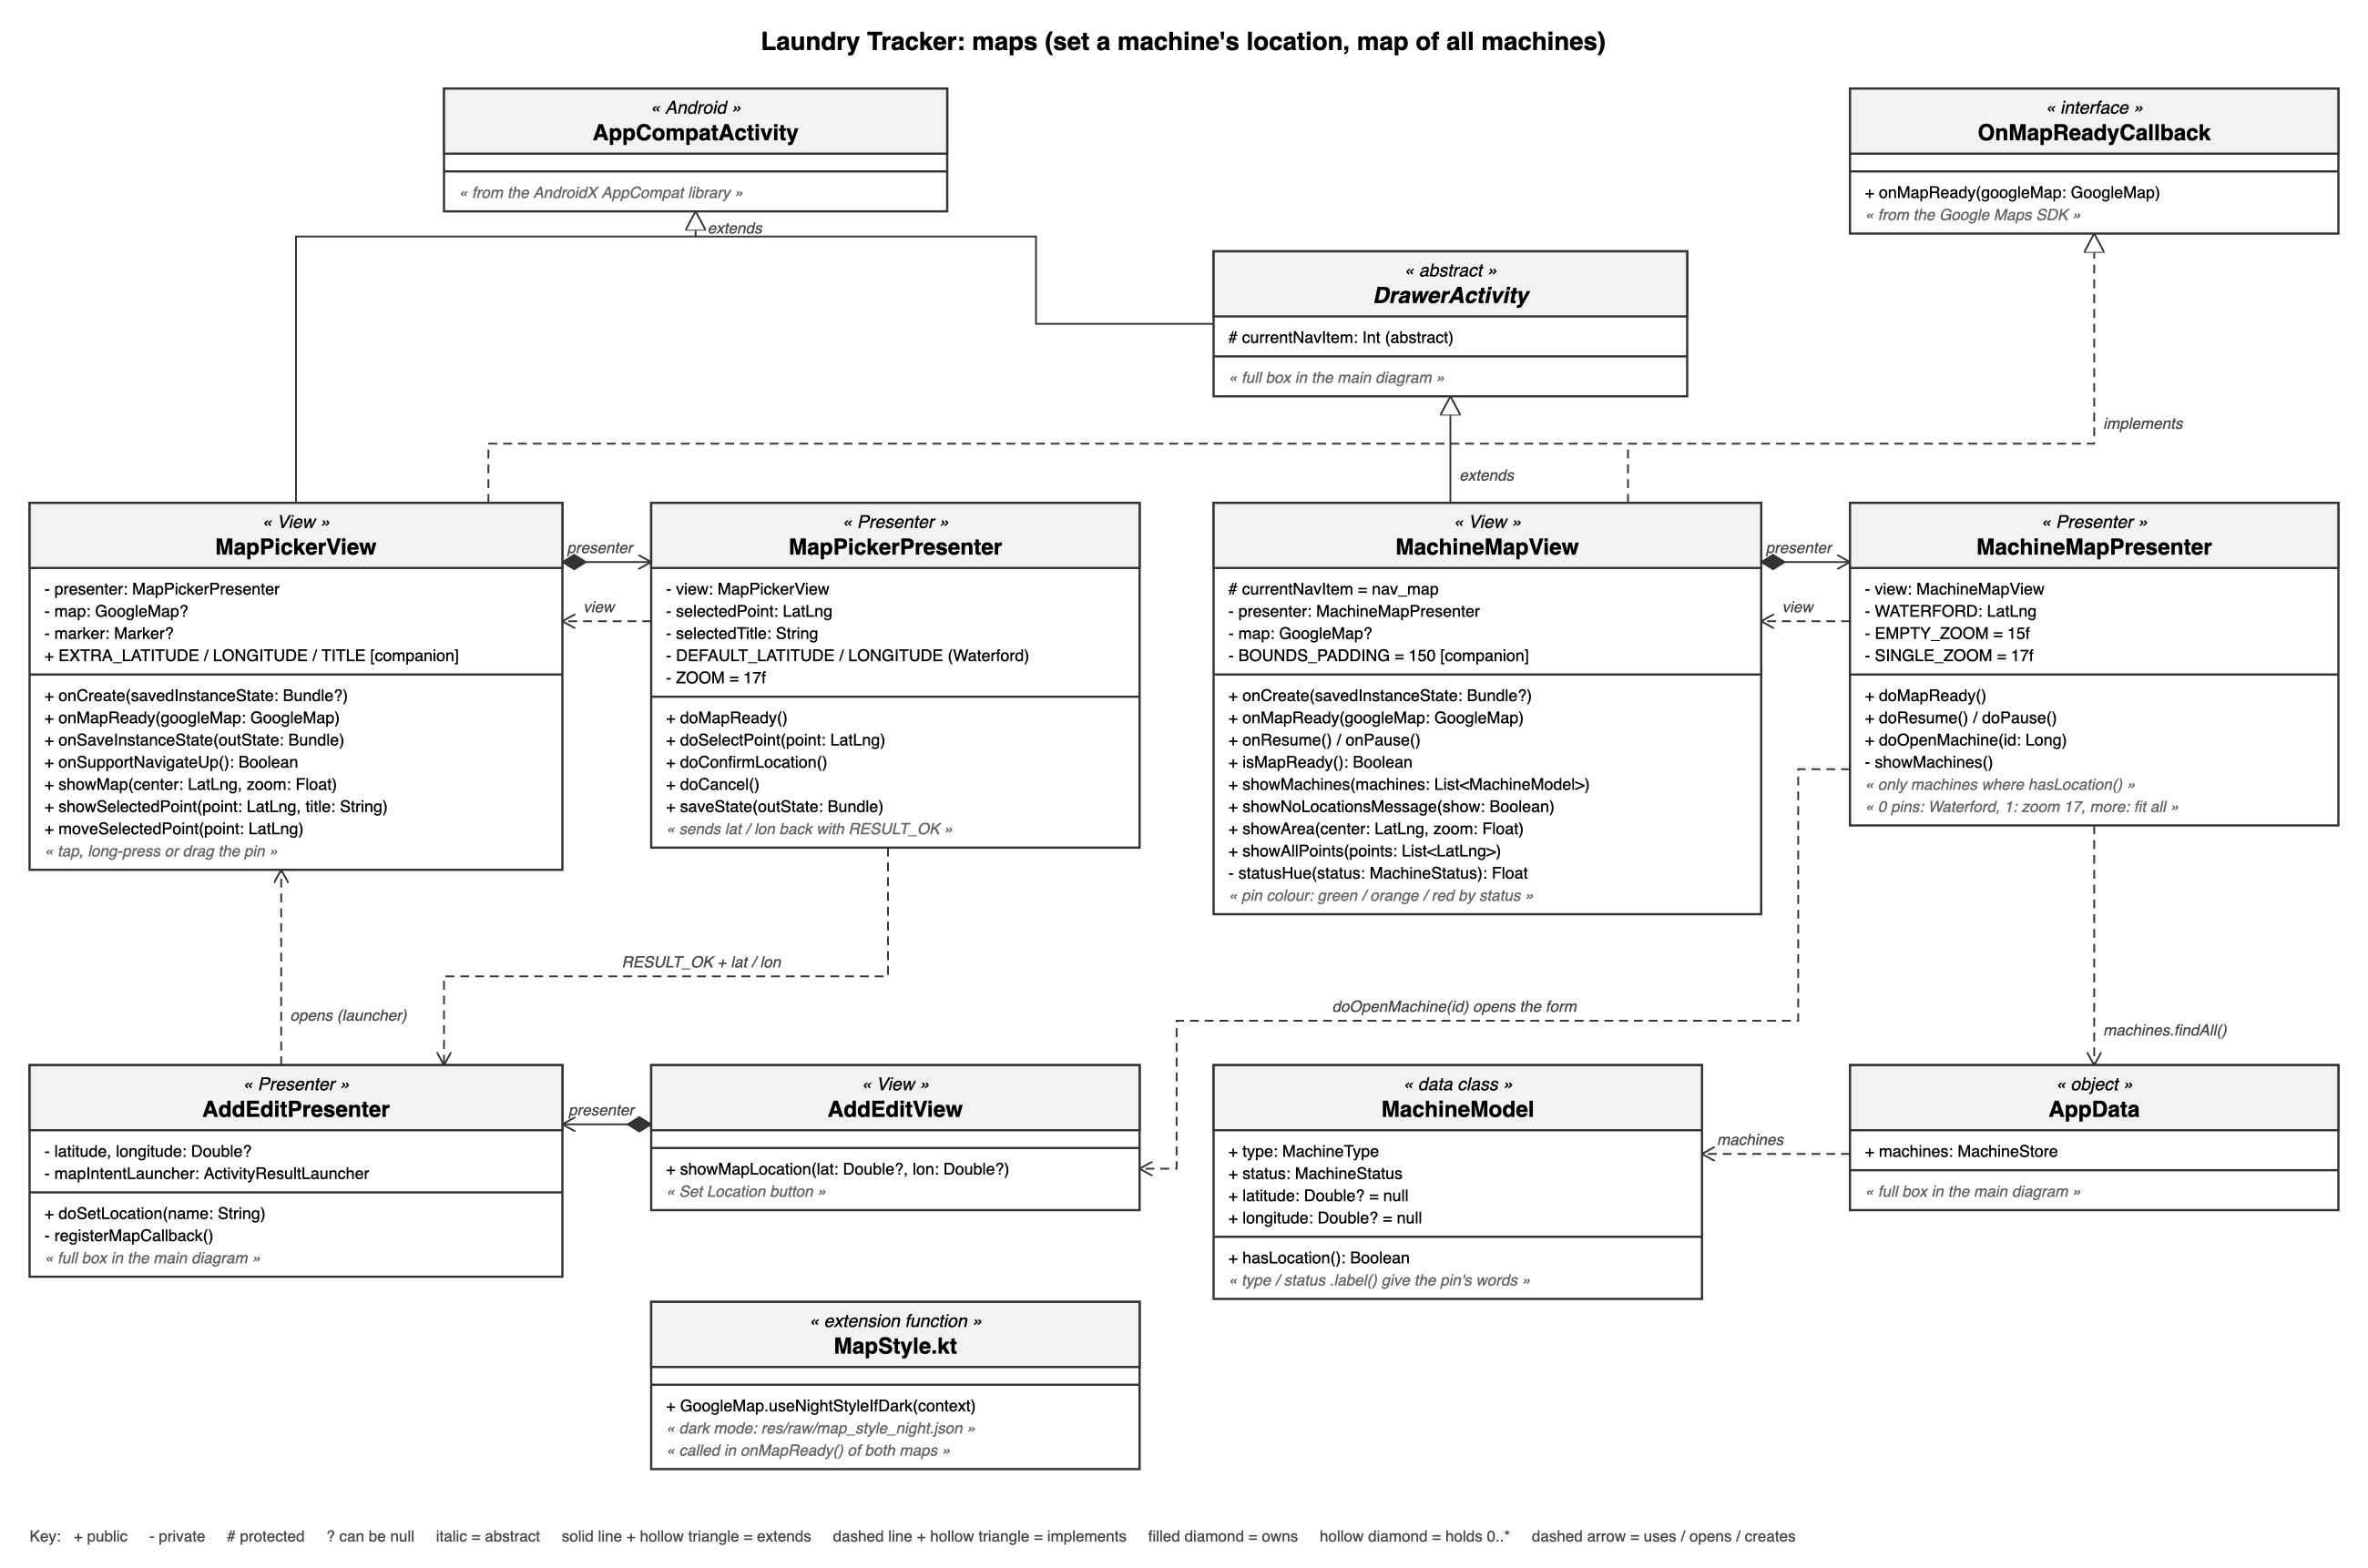 Laundry Tracker: maps (set a machine's location, map of all machines)
« Android »
AppCompatActivity
« from the AndroidX AppCompat library »
« interface »
OnMapReadyCallback
+ onMapReady(googleMap: GoogleMap)
« from the Google Maps SDK »
extends
« abstract »
DrawerActivity
# currentNavItem: Int (abstract)
« full box in the main diagram »
implements
extends
« View »
MapPickerView
- presenter: MapPickerPresenter
- map: GoogleMap?
- marker: Marker?
+ EXTRA_LATITUDE / LONGITUDE / TITLE [companion]
+ onCreate(savedInstanceState: Bundle?)
+ onMapReady(googleMap: GoogleMap)
+ onSaveInstanceState(outState: Bundle)
+ onSupportNavigateUp(): Boolean
+ showMap(center: LatLng, zoom: Float)
+ showSelectedPoint(point: LatLng, title: String)
+ moveSelectedPoint(point: LatLng)
« tap, long-press or drag the pin »
presenter
view
« Presenter »
MapPickerPresenter
- view: MapPickerView
- selectedPoint: LatLng
- selectedTitle: String
- DEFAULT_LATITUDE / LONGITUDE (Waterford)
- ZOOM = 17f
+ doMapReady()
+ doSelectPoint(point: LatLng)
+ doConfirmLocation()
+ doCancel()
+ saveState(outState: Bundle)
« sends lat / lon back with RESULT_OK »
« View »
MachineMapView
# currentNavItem = nav_map
- presenter: MachineMapPresenter
- map: GoogleMap?
- BOUNDS_PADDING = 150 [companion]
+ onCreate(savedInstanceState: Bundle?)
+ onMapReady(googleMap: GoogleMap)
+ onResume() / onPause()
+ isMapReady(): Boolean
+ showMachines(machines: List<MachineModel>)
+ showNoLocationsMessage(show: Boolean)
+ showArea(center: LatLng, zoom: Float)
+ showAllPoints(points: List<LatLng>)
- statusHue(status: MachineStatus): Float
« pin colour: green / orange / red by status »
presenter
view
« Presenter »
MachineMapPresenter
- view: MachineMapView
- WATERFORD: LatLng
- EMPTY_ZOOM = 15f
- SINGLE_ZOOM = 17f
+ doMapReady()
+ doResume() / doPause()
+ doOpenMachine(id: Long)
- showMachines()
« only machines where hasLocation() »
« 0 pins: Waterford, 1: zoom 17, more: fit all »
RESULT_OK + lat / lon
opens (launcher)
doOpenMachine(id) opens the form
machines.findAll()
« Presenter »
AddEditPresenter
- latitude, longitude: Double?
- mapIntentLauncher: ActivityResultLauncher
+ doSetLocation(name: String)
- registerMapCallback()
« full box in the main diagram »
presenter
« View »
AddEditView
+ showMapLocation(lat: Double?, lon: Double?)
« Set Location button »
« data class »
MachineModel
+ type: MachineType
+ status: MachineStatus
+ latitude: Double? = null
+ longitude: Double? = null
+ hasLocation(): Boolean
« type / status .label() give the pin's words »
machines
« object »
AppData
+ machines: MachineStore
« full box in the main diagram »
« extension function »
MapStyle.kt
+ GoogleMap.useNightStyleIfDark(context)
« dark mode: res/raw/map_style_night.json »
« called in onMapReady() of both maps »
Key: + public - private # protected ? can be null italic = abstract solid line + hollow triangle = extends dashed line + hollow triangle = implements filled diamond = owns hollow diamond = holds 0..* dashed arrow = uses / opens / creates